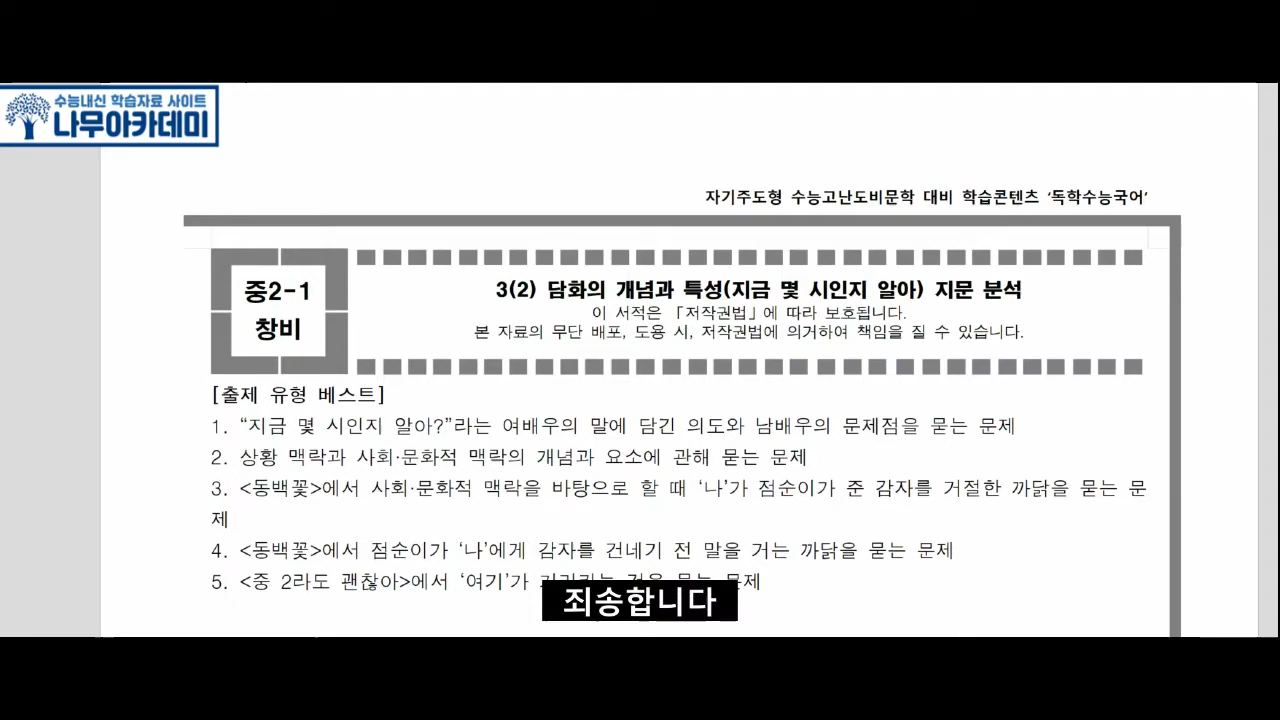 수능내신 학습자료 사이트
나무아카데미
자기주도형 수능고난도비문학 대비 학습콘텐츠 ‘독학수능국어’
중2-1
창비
3(2) 담화의 개념과 특성(지금 몇 시인지 알아) 지문 분석
이 서적은 「저작권법」에 따라 보호됩니다.
본 자료의 무단 배포, 도용 시, 저작권법에 의거하여 책임을 질 수 있습니다.
[출제 유형 베스트]
1. “지금 몇 시인지 알아?”라는 여배우의 말에 담긴 의도와 남배우의 문제점을 묻는 문제
2. 상황 맥락과 사회·문화적 맥락의 개념과 요소에 관해 묻는 문제
3. <동백꽃>에서 사회·문화적 맥락을 바탕으로 할 때 ‘나’가 점순이가 준 감자를 거절한 까닭을 묻는 문
제
4. <동백꽃>에서 점순이가 ‘나’에게 감자를 건네기 전 말을 거는 까닭을 묻는 문제
5. <중 2라도 괜찮아>에서 ‘여기’가 문제
죄송합니다